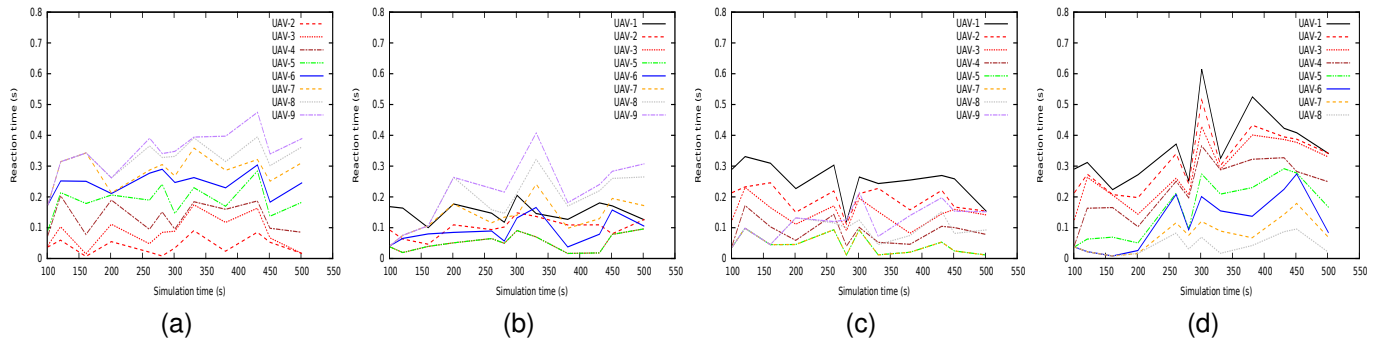 0.8
0.7
0.6
0.5
0.4
0.3
0.2
0.1
0
Reaction time (s)
UAV-2
UAV-3
UAV-4
UAV-5
UAV-6
UAV-7
UAV-8
UAV-9
100 150 200 250 300 350 400 450 500 550
Simulation time (s)
(a)
0.8
0.7
0.6
0.5
0.4
0.3
0.2
0.1
0
Reaction time (s)
UAV-1
UAV-2
UAV-3
UAV-5
UAV-6
UAV-7
UAV-8
UAV-9
100 150 200 250 300 350 400 450 500 550
Simulation time (s)
(b)
0.8
0.7
0.6
0.5
0.4
0.3
0.2
0.1
0
Reaction time (s)
UAV-1
UAV-2
UAV-3
UAV-4
UAV-5
UAV-7
UAV-8
UAV-9
100 150 200 250 300 350 400 450 500 550
Simulation time (s)
(c)
0.8
0.7
0.6
0.5
0.4
0.3
0.2
0.1
0
Reaction time (s)
UAV-1
UAV-2
UAV-3
UAV-4
UAV-5
UAV-6
UAV-7
UAV-8
100 150 200 250 300 350 400 450 500 550
Simulation time (s)
(d)